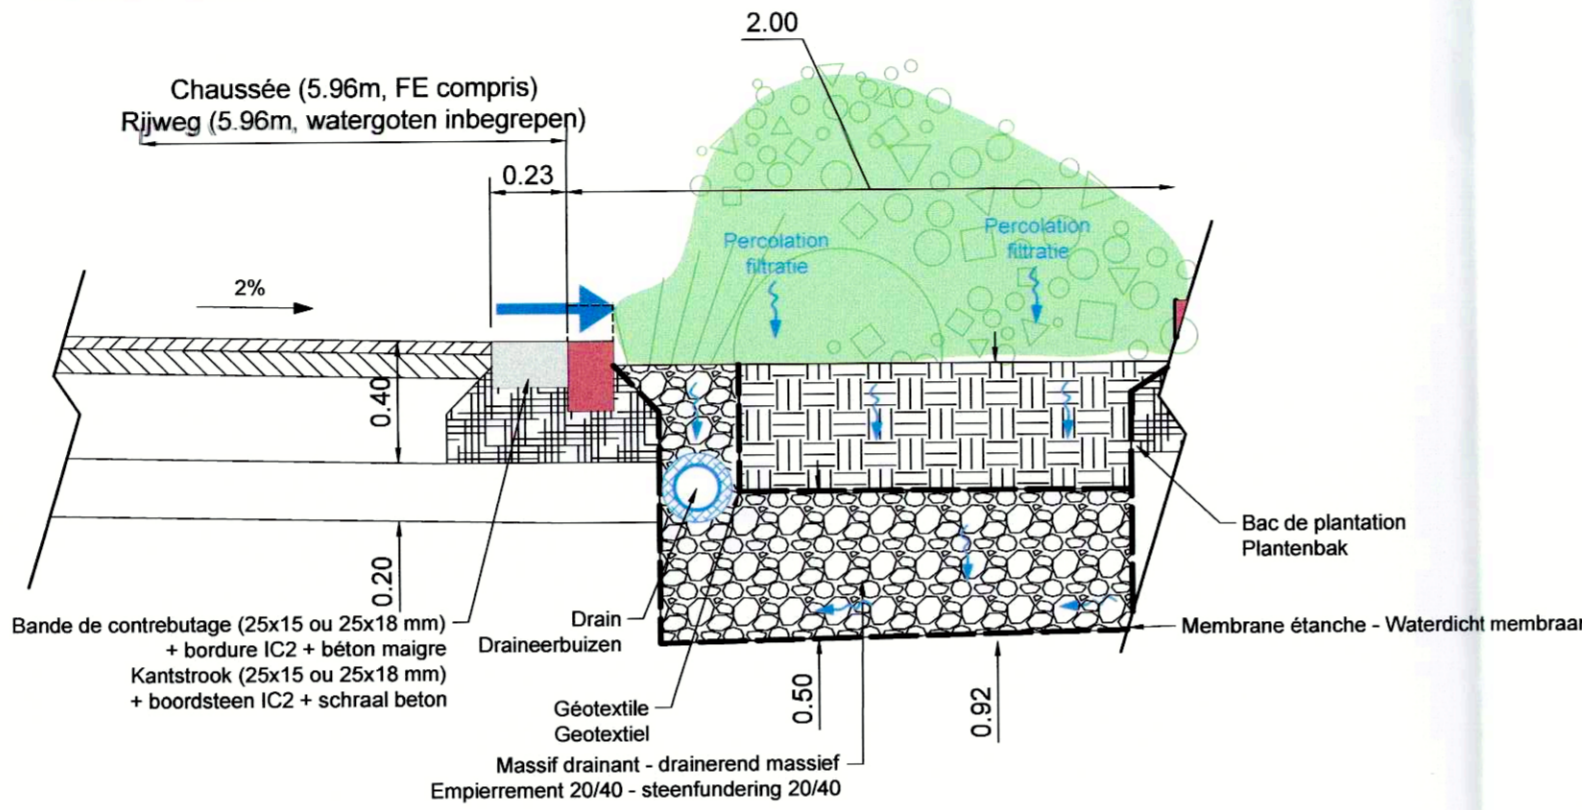 2.00
Chaussée (5.96m, FE compris)
Rijweg (5.96m, watergoten inbegrepen)
0.23
Percolation
filtratie
Percolation
filtratie
2%
0.40
0.20
Bande de contrebutage (25x15 ou 25x18 mm)
+ bordure IC2 + béton maigre
Kantstrook (25x15 ou 25x18 mm)
+ boordsteen IC2 + schraal beton
Drain
Draineerbuizen
Géotextile
Geotextiel
Massif drainant - drainerend massief
Empierrement 20/40 - steenfundering 20/40
0.50
0.92
Bac de plantation
Plantenbak
Membrane étanche - Waterdicht membraan